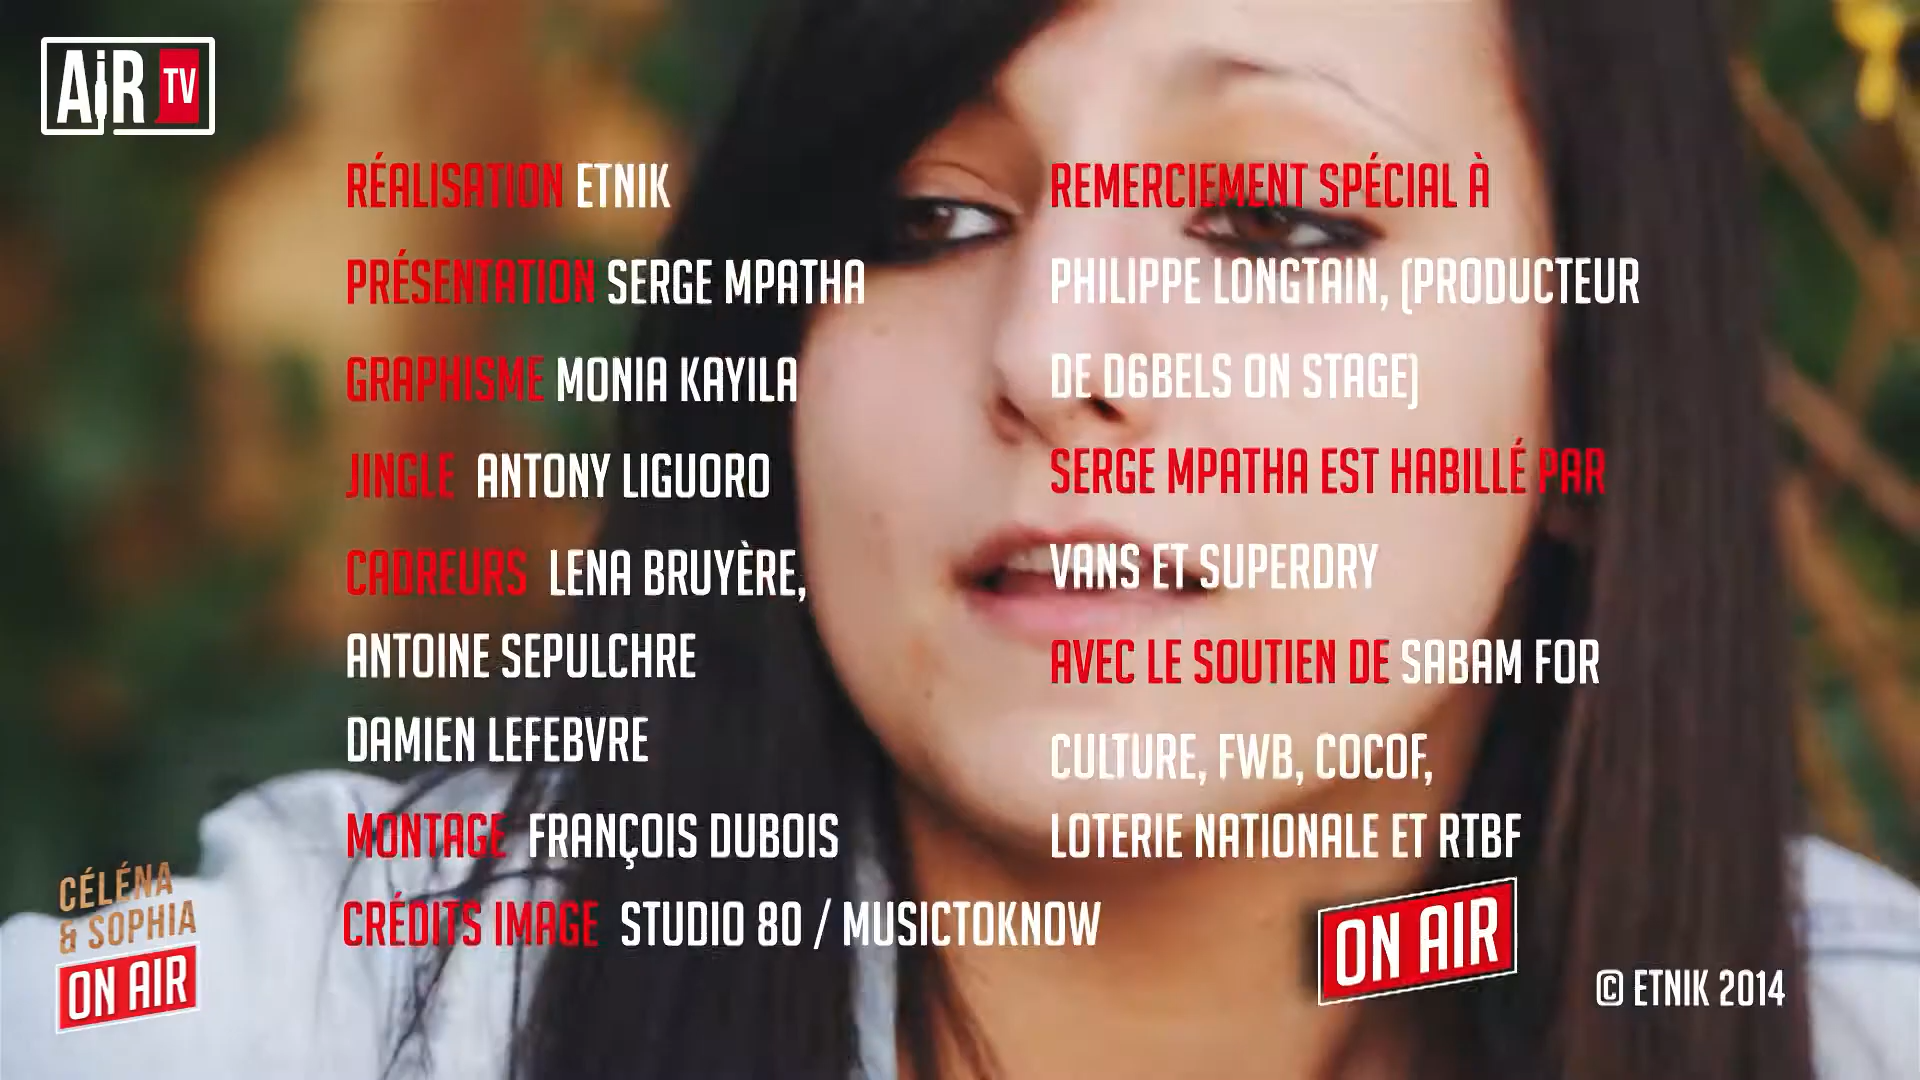 AiR TV
RÉALISATION ETNIK
PRÉSENTATION SERGE MPATHA
GRAPHISME MONIA KAYILA
JINGLE ANTONY LIGUORO
CADREURS LENA BRUYÈRE,
ANTOINE SEPULCHRE
DAMIEN LEFEBVRE
MONTAGE FRANÇOIS DUBOIS
CRÉDITS IMAGE STUDIO 80 / MUSICTOKNOW
REMERCIEMENT SPÉCIAL À
PHILIPPE LONGTAIN, (PRODUCTEUR
DE D6BELS ON STAGE)
SERGE MPATHA EST HABILLÉ PAR
VANS ET SUPERDRY
AVEC LE SOUTIEN DE SABAM FOR
CULTURE, FWB, COCOF,
LOTERIE NATIONALE ET RTBF
CÉLÉNA
& SOPHIA
ON AIR
ON AIR
© ETNIK 2014